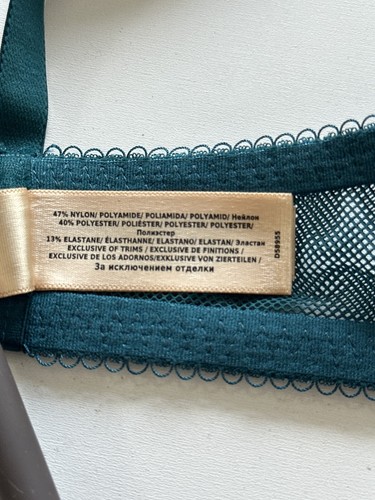 47% NYLON/ POLYAMIDE/ POLIAMIDA/ POLYAMID/ Нейлон
40% POLYESTER/ POLIÉSTER/ POLYESTER/ POLYESTER/
Полиэстер
13% ELASTANE/ ÉLASTHANNE/ ELASTANO/ ELASTAN/ Эластан
EXCLUSIVE OF TRIMS / EXCLUSIVE DE FINITIONS /
EXCLUSIVE DE LOS ADORNOS/EXKLUSIVE VON ZIERTEILEN /
За исключением отделки
DS8955